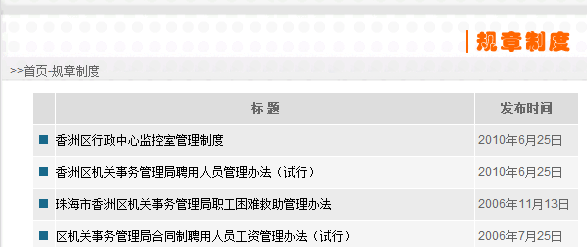 规章制度
>>首页-规章制度
标 题 发布时间
香洲区行政中心监控室管理制度 2010年6月25日
香洲区机关事务管理局聘用人员管理办法（试行） 2010年6月25日
珠海市香洲区机关事务管理局职工困难救助管理办法 2006年11月13日
区机关事务管理局合同制聘用人员工资管理办法（试行） 2006年7月25日